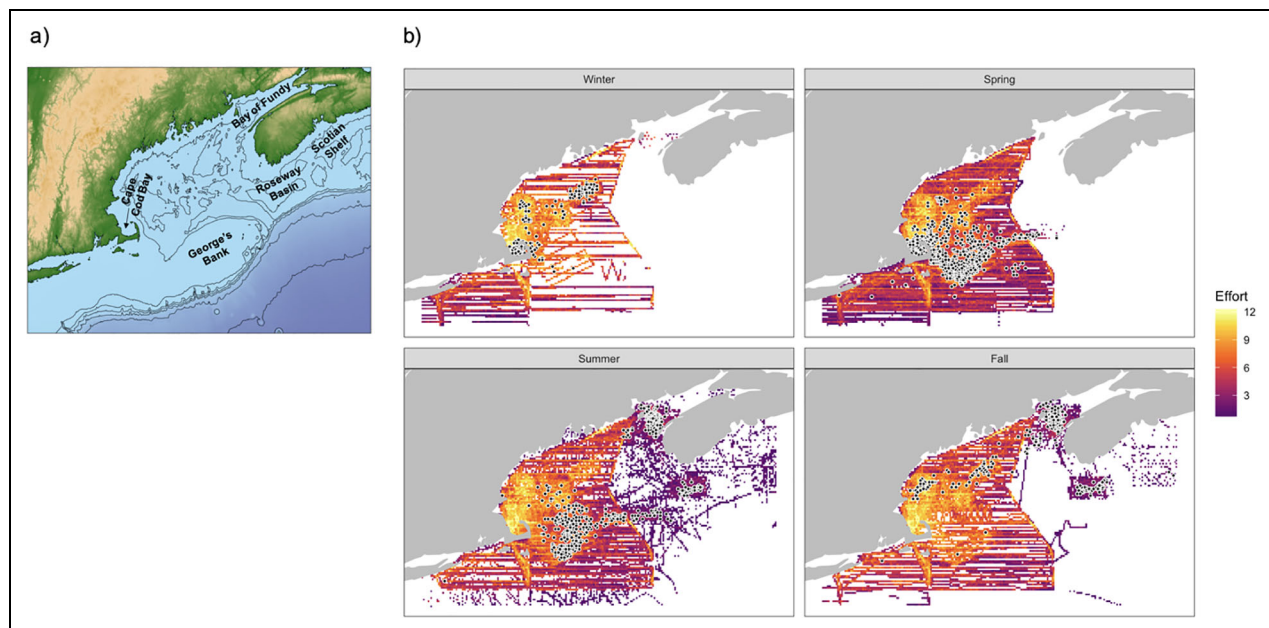 a)
Bay of Fundy
Scotian
Shelf
Roseway
Basin
Cape
Cod Bay
George's
Bank
b)
Winter
Spring
Summer
Fall
Effort
12
9
6
3